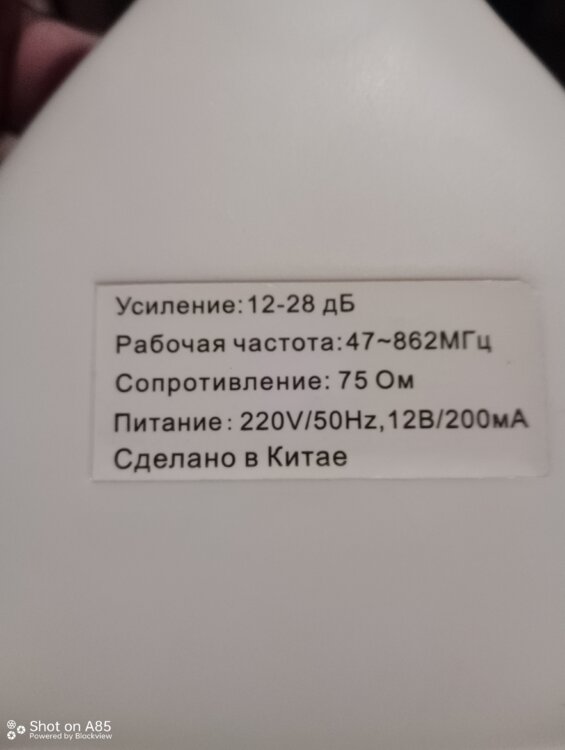 Усиление:12-28 дБ
Рабочая частота:47~862МГц
Сопротивление: 75 Ом
Питание: 220V/50Hz,12В/200мА
Сделано в Китае
Shot on A85
Powered by Blockview